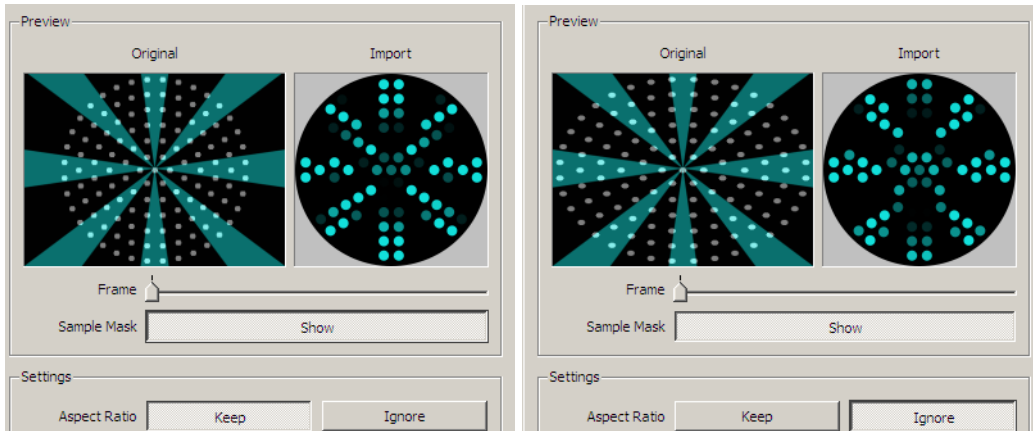 Preview
Original Import
Frame
Sample Mask Show
Settings
Aspect Ratio Keep Ignore
Preview
Original Import
Frame
Sample Mask Show
Settings
Aspect Ratio Keep Ignore